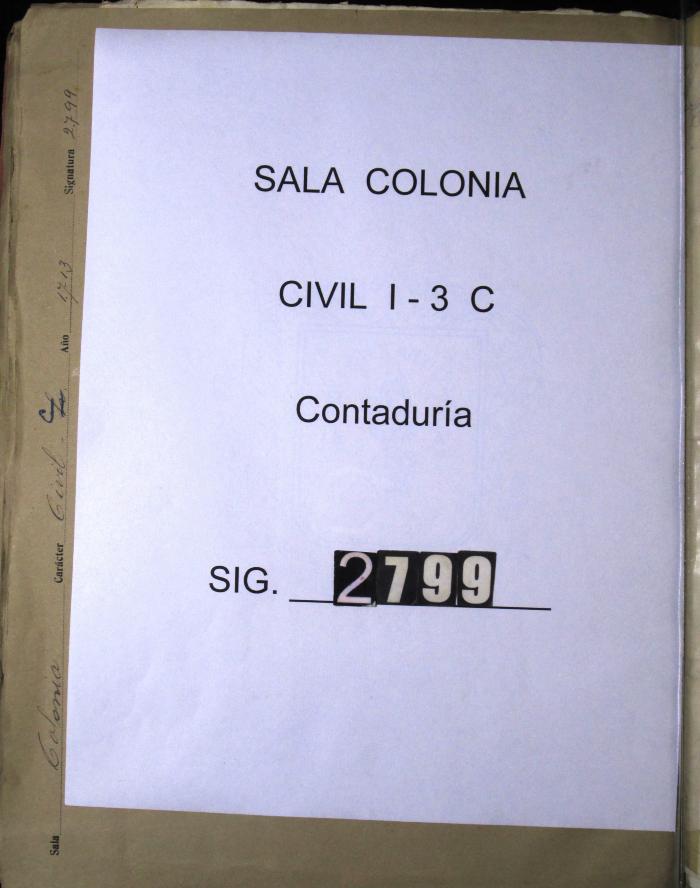 SALA COLONIA
CIVIL I - 3 C
Contaduría
SIG. 2799
Sala Colonia Carácter Civil Año 1713 Signatura 2799